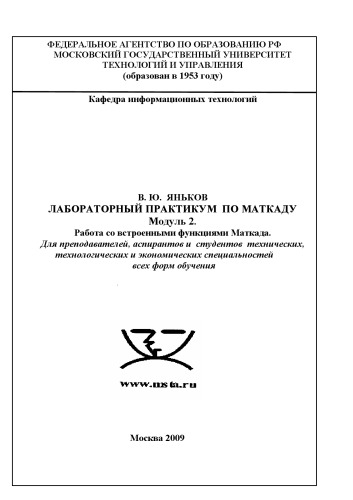 ФЕДЕРАЛЬНОЕ АГЕНТСТВО ПО ОБРАЗОВАНИЮ РФ
МОСКОВСКИЙ ГОСУДАРСТВЕННЫЙ УНИВЕРСИТЕТ
ТЕХНОЛОГИЙ И УПРАВЛЕНИЯ
(образован в 1953 году)
Кафедра информационных технологий
В. Ю. ЯНЬКОВ
ЛАБОРАТОРНЫЙ ПРАКТИКУМ ПО МАТКАДУ
Модуль 2.
Работа со встроенными функциями Маткада.
Для преподавателей, аспирантов и студентов технических,
технологических и экономических специальностей
всех форм обучения
www.msta.ru
Москва 2009